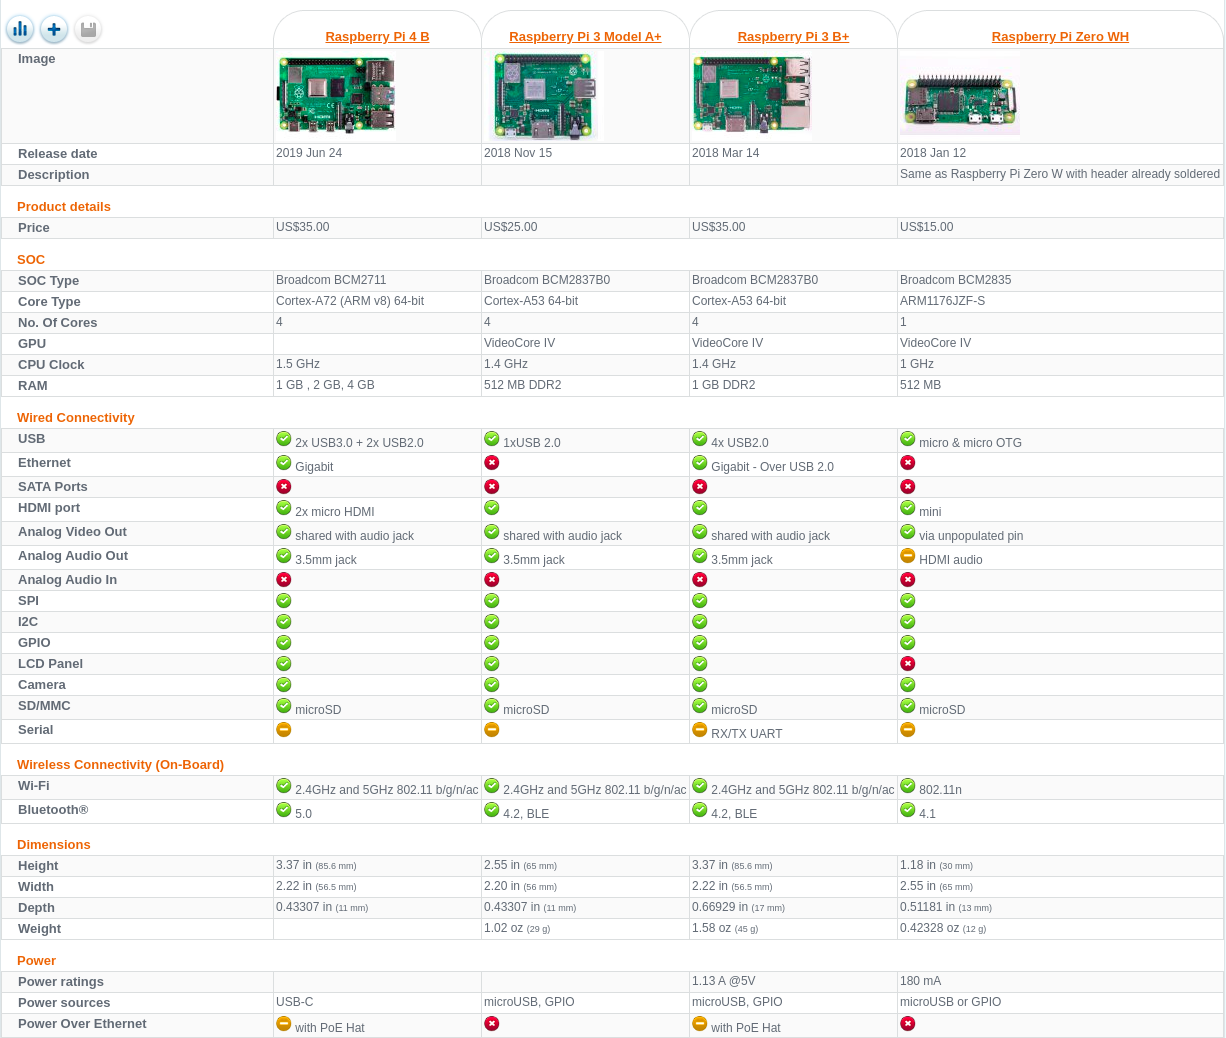 Raspberry Pi 4 B Raspberry Pi 3 Model A+ Raspberry Pi 3 B+ Raspberry Pi Zero WH
Image
Release date 2019 Jun 24 2018 Nov 15 2018 Mar 14 2018 Jan 12
Description Same as Raspberry Pi Zero W with header already soldered
Product details
Price US$35.00 US$25.00 US$35.00 US$15.00
SOC
SOC Type Broadcom BCM2711 Broadcom BCM2837B0 Broadcom BCM2837B0 Broadcom BCM2835
Core Type Cortex-A72 (ARM v8) 64-bit Cortex-A53 64-bit Cortex-A53 64-bit ARM1176JZF-S
No. Of Cores 4 4 4 1
GPU VideoCore IV VideoCore IV VideoCore IV
CPU Clock 1.5 GHz 1.4 GHz 1.4 GHz 1 GHz
RAM 1 GB , 2 GB, 4 GB 512 MB DDR2 1 GB DDR2 512 MB
Wired Connectivity
USB 2x USB3.0 + 2x USB2.0 1xUSB 2.0 4x USB2.0 micro & micro OTG
Ethernet Gigabit Gigabit - Over USB 2.0
SATA Ports
HDMI port 2x micro HDMI mini
Analog Video Out shared with audio jack shared with audio jack shared with audio jack via unpopulated pin
Analog Audio Out 3.5mm jack 3.5mm jack 3.5mm jack HDMI audio
Analog Audio In
SPI
I2C
GPIO
LCD Panel
Camera
SD/MMC microSD microSD microSD microSD
Serial RX/TX UART
Wireless Connectivity (On-Board)
Wi-Fi 2.4GHz and 5GHz 802.11 b/g/n/ac 2.4GHz and 5GHz 802.11 b/g/n/ac 2.4GHz and 5GHz 802.11 b/g/n/ac 802.11n
Bluetooth® 5.0 4.2, BLE 4.2, BLE 4.1
Dimensions
Height 3.37 in (85.6 mm) 2.55 in (65 mm) 3.37 in (85.6 mm) 1.18 in (30 mm)
Width 2.22 in (56.5 mm) 2.20 in (56 mm) 2.22 in (56.5 mm) 2.55 in (65 mm)
Depth 0.43307 in (11 mm) 0.43307 in (11 mm) 0.66929 in (17 mm) 0.51181 in (13 mm)
Weight 1.02 oz (29 g) 1.58 oz (45 g) 0.42328 oz (12 g)
Power
Power ratings 1.13 A @5V 180 mA
Power sources USB-C microUSB, GPIO microUSB, GPIO microUSB or GPIO
Power Over Ethernet with PoE Hat with PoE Hat